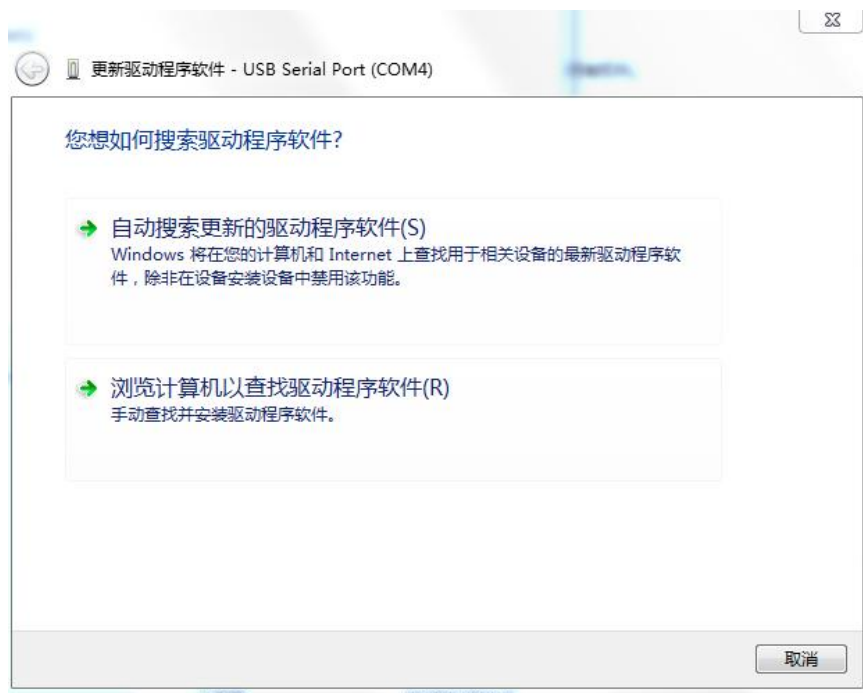 更新驱动程序软件 - USB Serial Port (COM4)
您想如何搜索驱动程序软件?
自动搜索更新的驱动程序软件(S)
Windows 将在您的计算机和 Internet 上查找用于相关设备的最新驱动程序软
件，除非在设备安装设备中禁用该功能。
浏览计算机以查找驱动程序软件(R)
手动查找并安装驱动程序软件。
取消